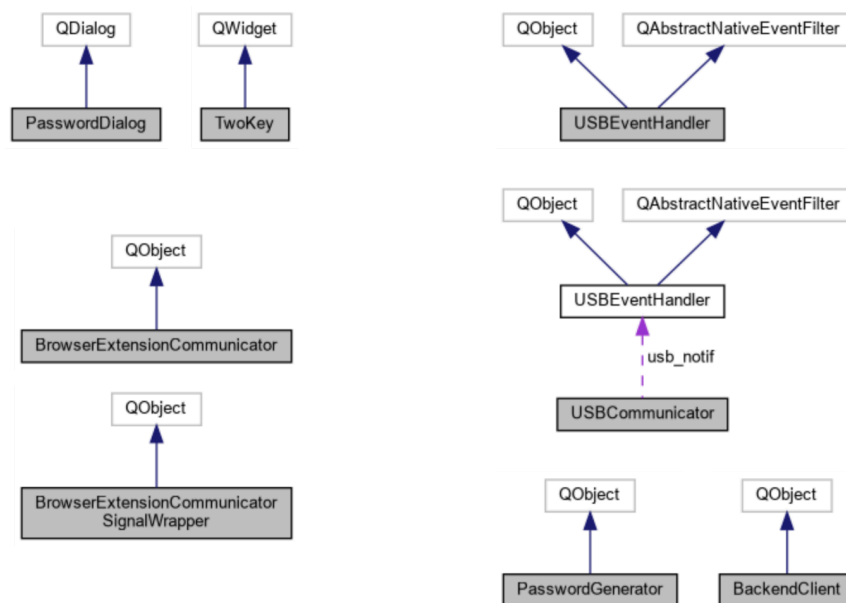 QDialog
PasswordDialog
QWidget
TwoKey
QObject
QAbstractNativeEventFilter
USBEventHandler
QObject
BrowserExtensionCommunicator
QObject
BrowserExtensionCommunicator
SignalWrapper
QObject
QAbstractNativeEventFilter
USBEventHandler
usb_notif
USBCommunicator
QObject
PasswordGenerator
QObject
BackendClient